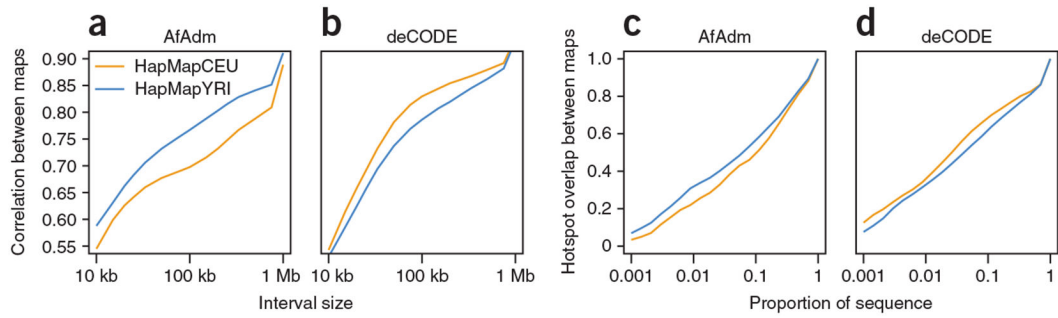 a
AfAdm
Correlation between maps
0.90
0.85
0.80
0.75
0.70
0.65
0.60
0.55
HapMapCEU
HapMapYRI
10 kb
100 kb
1 Mb
b
deCODE
10 kb
100 kb
1 Mb
Interval size
c
AfAdm
Hotspot overlap between maps
1.0
0.8
0.6
0.4
0.2
0
0.001
0.01
0.1
1
d
deCODE
0.001
0.01
0.1
1
Proportion of sequence